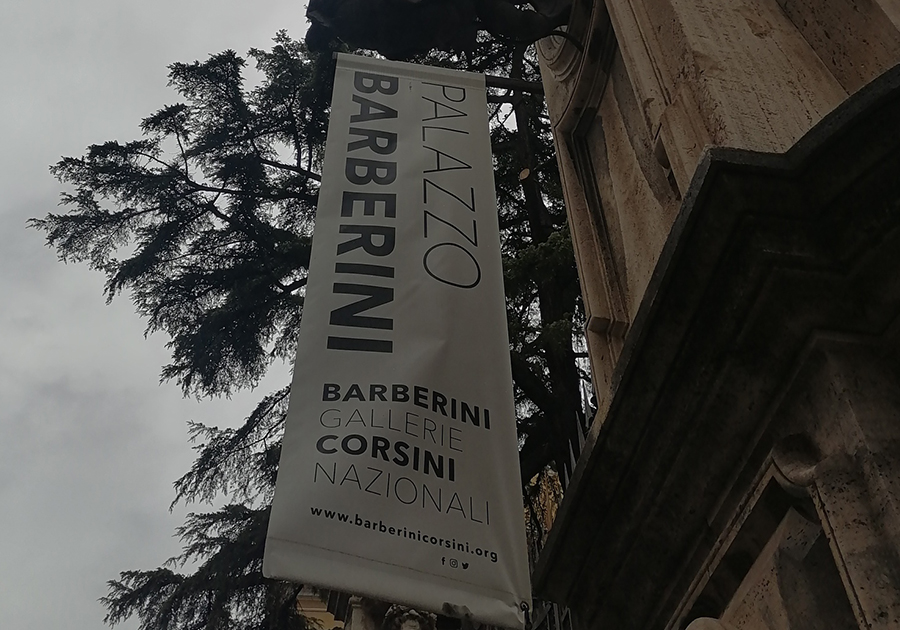 PALAZZO
BARBERINI
BARBERINI
GALLERIE
CORSINI
NAZIONALI
www.barberinicorsini.org